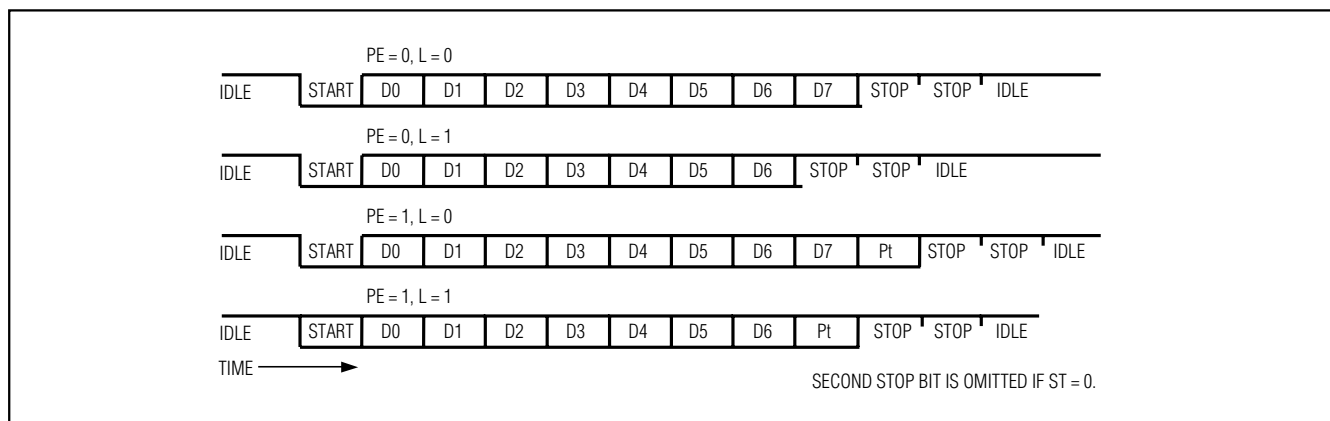 PE = 0, L = 0
IDLE START D0 D1 D2 D3 D4 D5 D6 D7 STOP STOP IDLE
PE = 0, L = 1
IDLE START D0 D1 D2 D3 D4 D5 D6 STOP STOP IDLE
PE = 1, L = 0
IDLE START D0 D1 D2 D3 D4 D5 D6 D7 Pt STOP STOP IDLE
PE = 1, L = 1
IDLE START D0 D1 D2 D3 D4 D5 D6 Pt STOP STOP IDLE
TIME
SECOND STOP BIT IS OMITTED IF ST = 0.